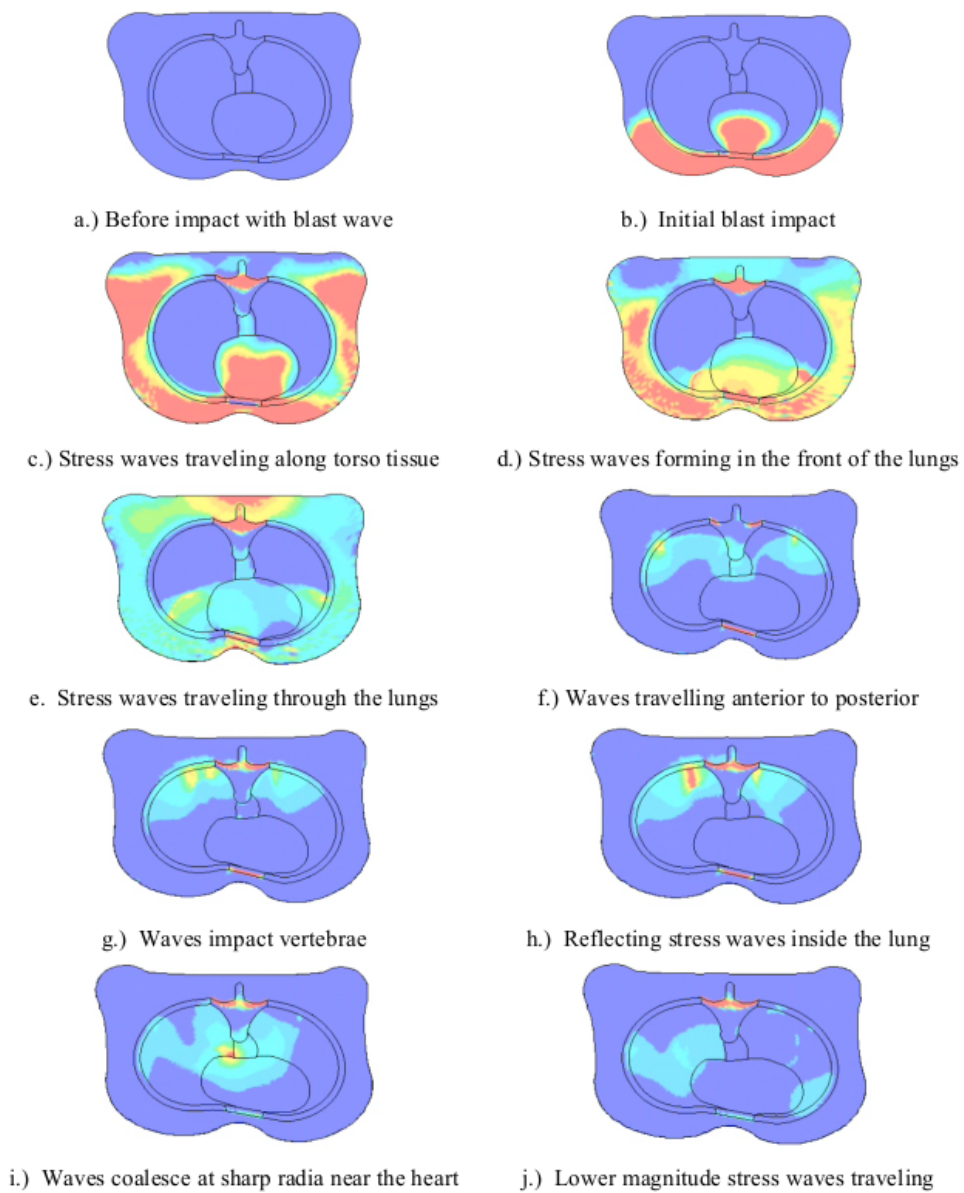 a.) Before impact with blast wave
b.) Initial blast impact
c.) Stress waves traveling along torso tissue
d.) Stress waves forming in the front of the lungs
e. Stress waves traveling through the lungs
f.) Waves travelling anterior to posterior
g.) Waves impact vertebrae
h.) Reflecting stress waves inside the lung
i.) Waves coalesce at sharp radia near the heart
j.) Lower magnitude stress waves traveling